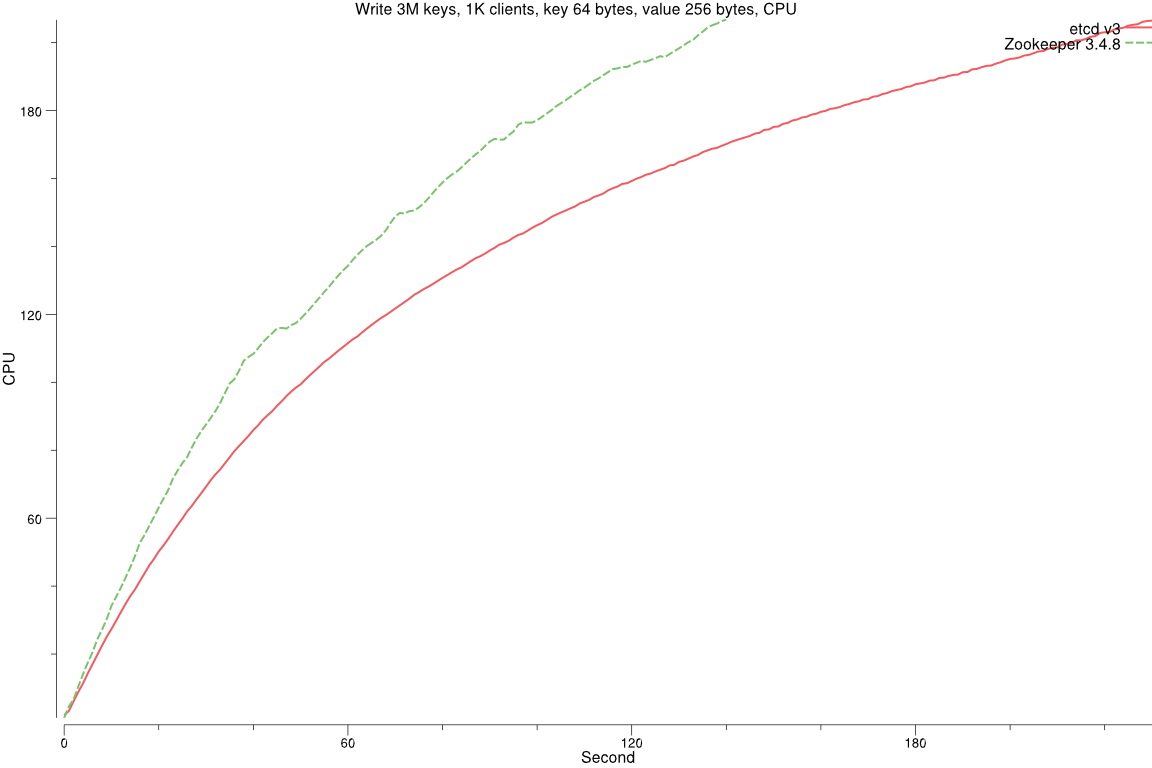 Write 3M keys, 1K clients, key 64 bytes, value 256 bytes, CPU
etcd v3
Zookeeper 3.4.8
180
120
60
CPU
0
60
120
180
Second